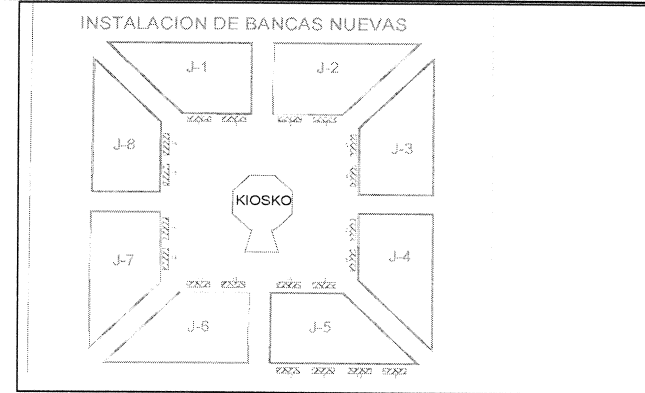 INSTALACION DE BANCAS NUEVAS
J-1
J-2
J-8
J-3
KIOSKO
J-7
J-4
J-6
J-5